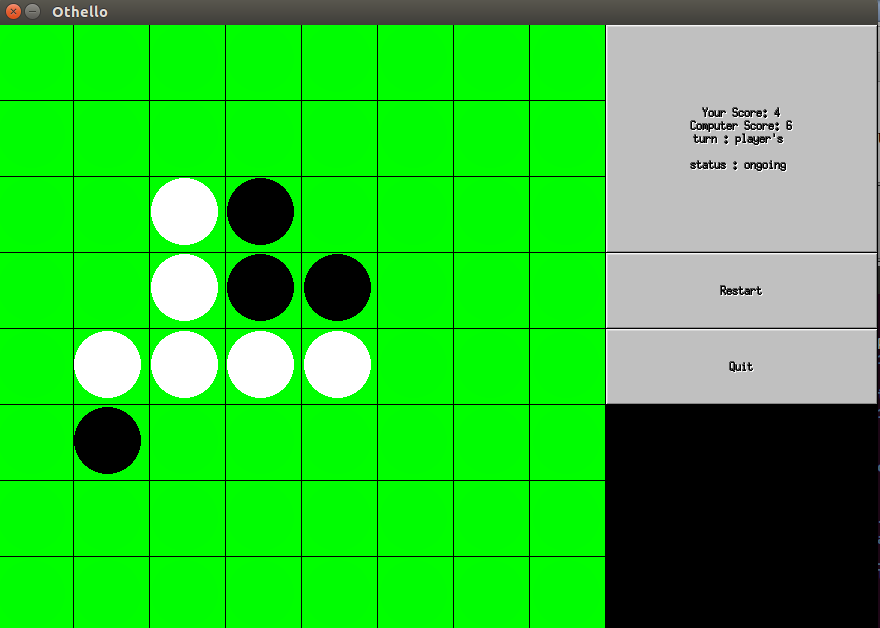 Othello
Your Score: 4
Computer Score: 6
turn : player's
status : ongoing
Restart
Quit